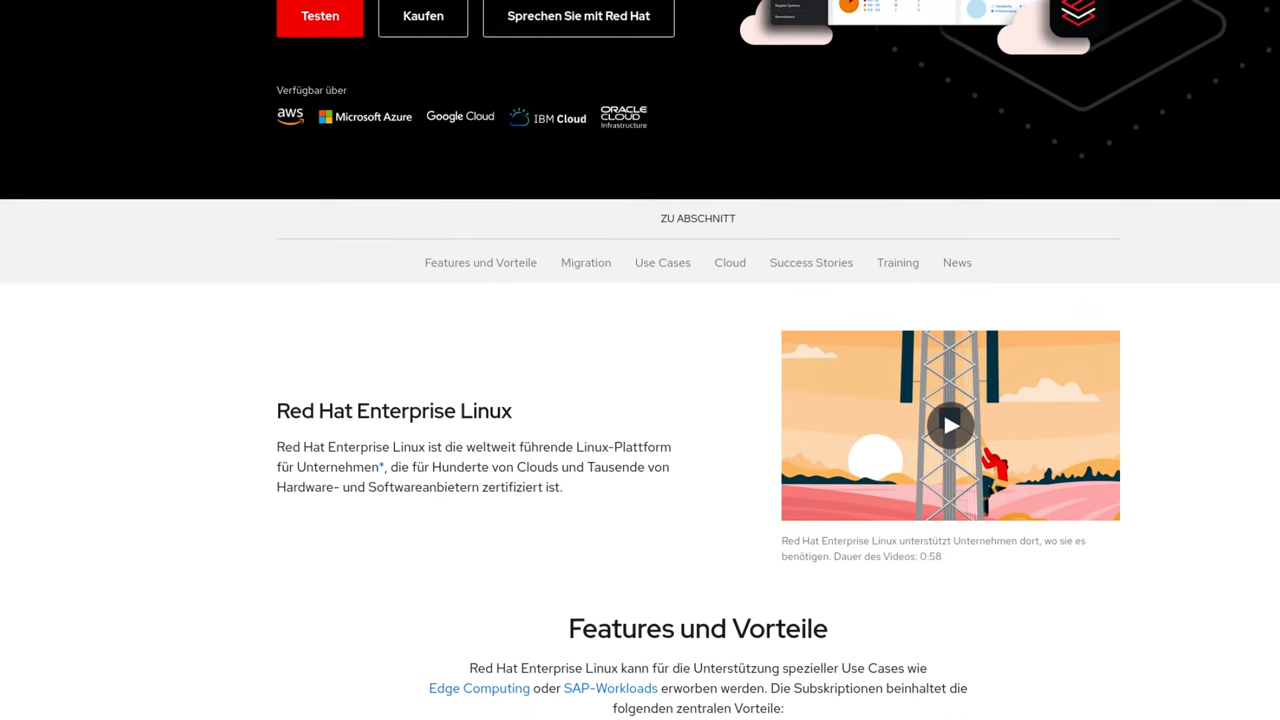 Testen Kaufen Sprechen Sie mit Red Hat
Verfügbar über
aws Microsoft Azure Google Cloud IBM Cloud ORACLE CLOUD Infrastructure
ZU ABSCHNITT
Features und Vorteile Migration Use Cases Cloud Success Stories Training News
Red Hat Enterprise Linux
Red Hat Enterprise Linux ist die weltweit führende Linux-Plattform
für Unternehmen*, die für Hunderte von Clouds und Tausende von
Hardware- und Softwareanbietern zertifiziert ist.
Red Hat Enterprise Linux unterstützt Unternehmen dort, wo sie es
benötigen. Dauer des Videos: 0:58
Features und Vorteile
Red Hat Enterprise Linux kann für die Unterstützung spezieller Use Cases wie
Edge Computing oder SAP-Workloads erworben werden. Die Subskriptionen beinhaltet die
folgenden zentralen Vorteile: